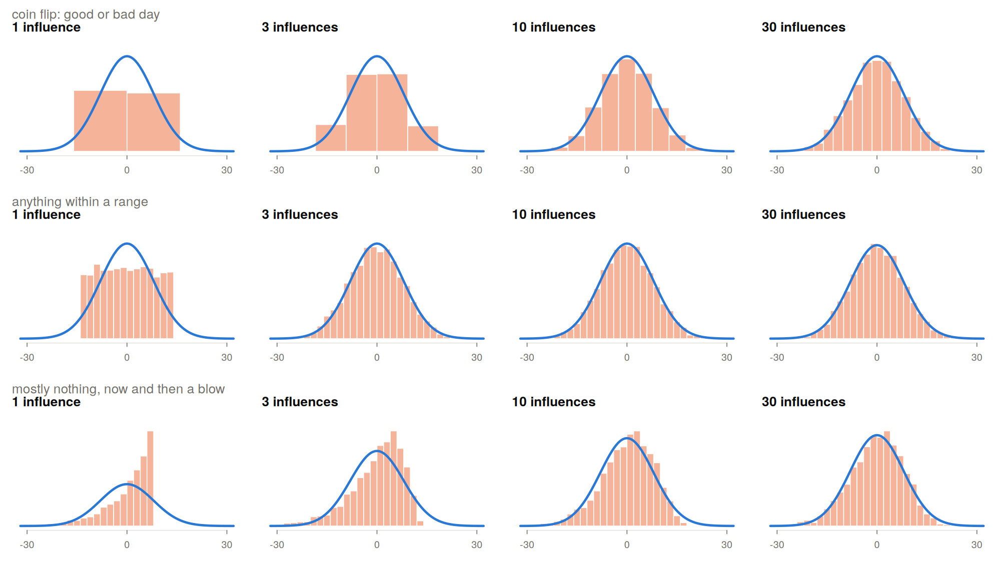 coin flip: good or bad day
1 influence
3 influences
10 influences
30 influences
-30 0 30
-30 0 30
-30 0 30
-30 0 30
anything within a range
1 influence
3 influences
10 influences
30 influences
-30 0 30
-30 0 30
-30 0 30
-30 0 30
mostly nothing, now and then a blow
1 influence
3 influences
10 influences
30 influences
-30 0 30
-30 0 30
-30 0 30
-30 0 30